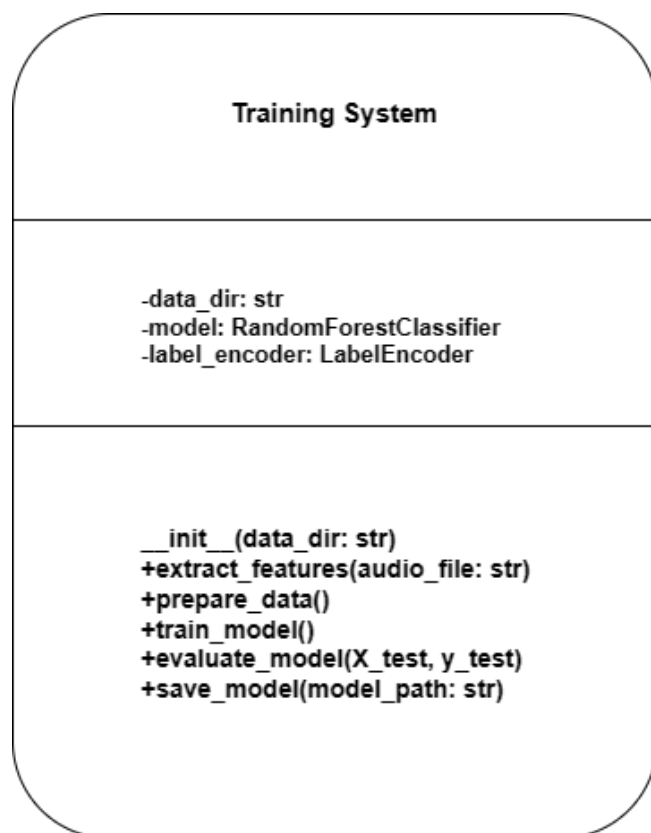 Training System
-data_dir: str
-model: RandomForestClassifier
-label_encoder: LabelEncoder
__init__(data_dir: str)
+extract_features(audio_file: str)
+prepare_data()
+train_model()
+evaluate_model(X_test, y_test)
+save_model(model_path: str)